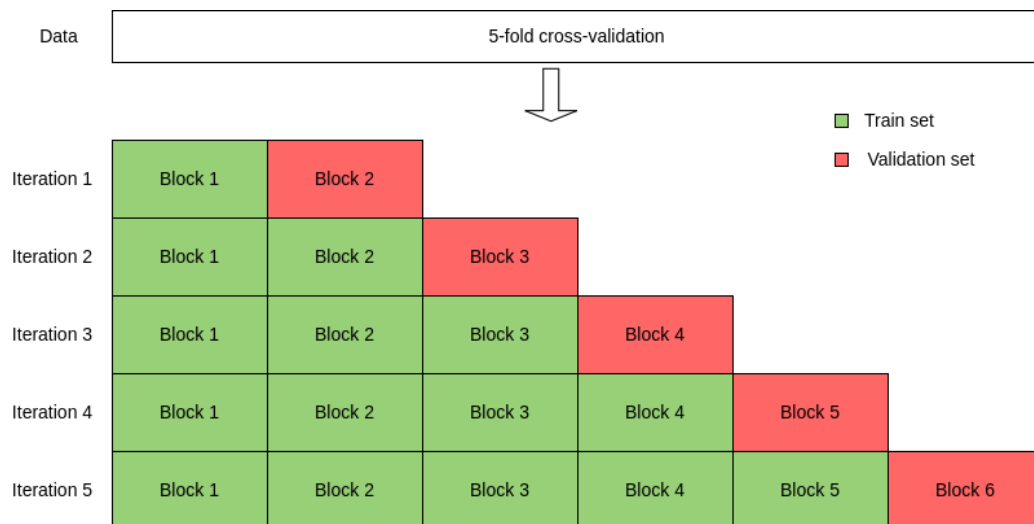 Data 5-fold cross-validation
Train set
Validation set
Iteration 1 Block 1 Block 2
Iteration 2 Block 1 Block 2 Block 3
Iteration 3 Block 1 Block 2 Block 3 Block 4
Iteration 4 Block 1 Block 2 Block 3 Block 4 Block 5
Iteration 5 Block 1 Block 2 Block 3 Block 4 Block 5 Block 6